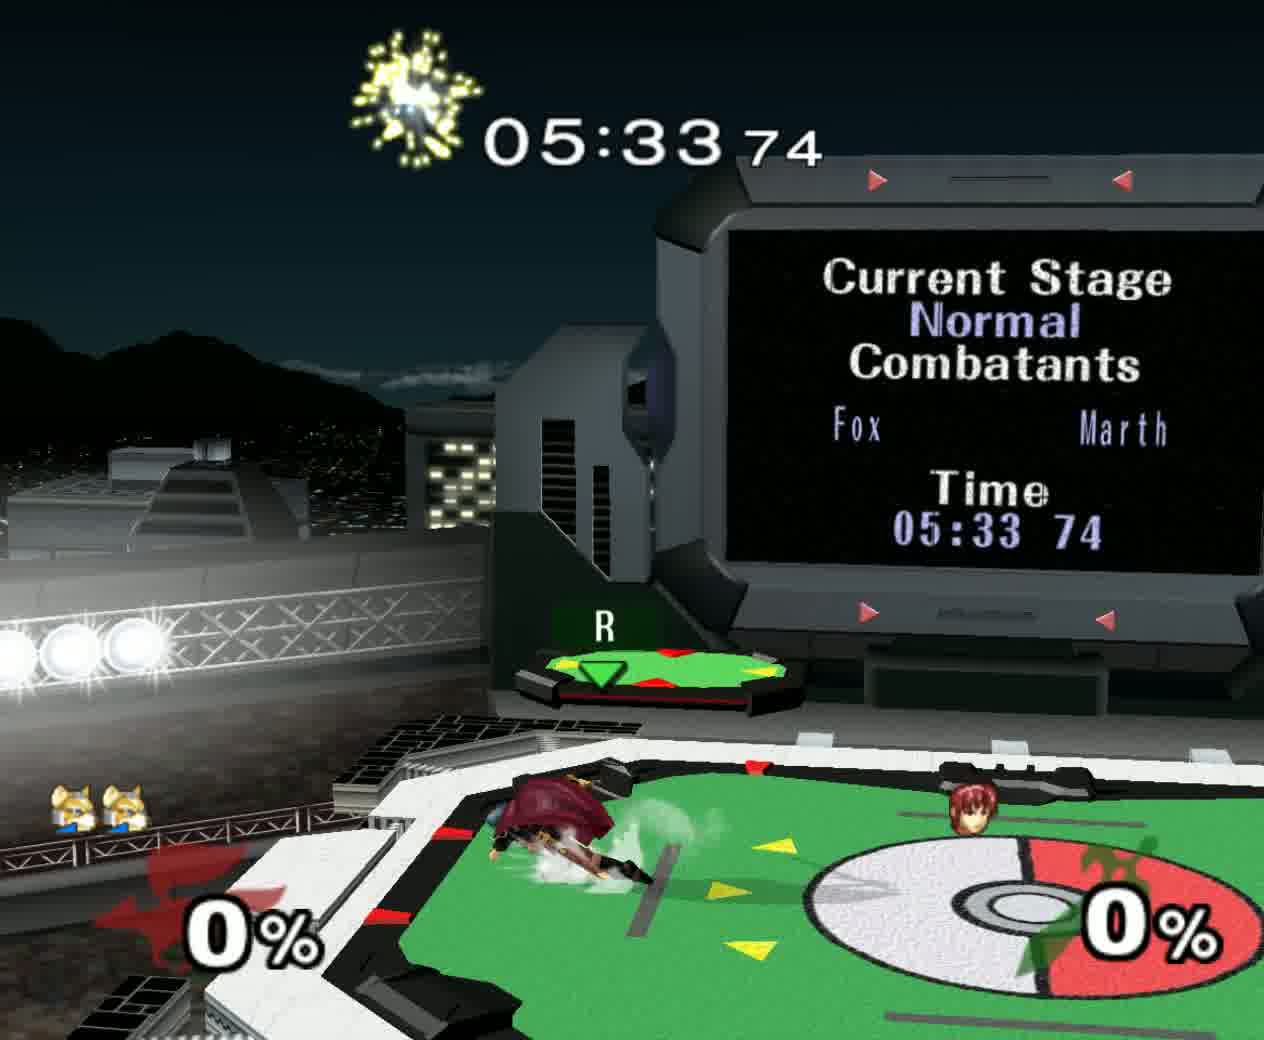 05:33 74
Current Stage
Normal
Combatants
Fox Marth
Time
05:33 74
R
0%
0%